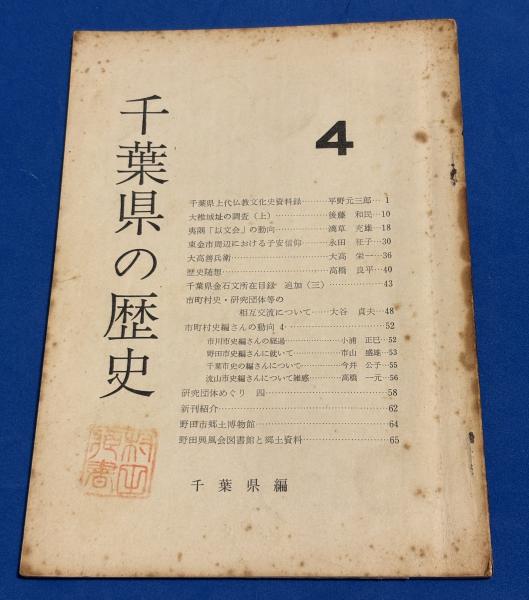 千葉県の歴史
4
千葉県上代仏教文化史資料録………平野元三郎…1
大椎城址の調査（上）………後藤 和民…10
夷隅「以文会」の動向………満草 充雄…18
東金市周辺における子安信仰………永田 征子…30
大高善兵衛………大高 栄一…36
歴史随想………高橋 良平…40
千葉県金石文所在目録 追加（三）………43
市町村史・研究団体等の
相互交流について………大谷 貞夫…48
市町村史編さんの動向 4………52
市川市史編さんの経過………小浦 正巳…52
野田市史編さんに就いて………市山 盛雄…53
千葉市史の編さんについて………今井 公子…55
流山市史編さんについて雑感………高橋 一元…56
研究団体めぐり 四………58
新刊紹介………62
野田市郷土博物館………64
野田興風会図書館と郷土資料………65
千葉県編